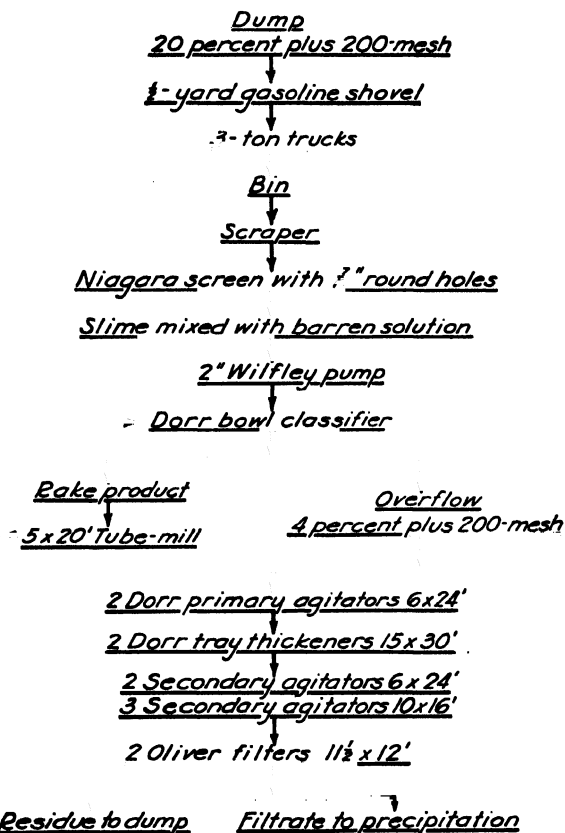 Dump
20 percent plus 200-mesh
½-yard gasoline shovel
-ton trucks
Bin
Scraper
Niagara screen with " round holes
Slime mixed with barren solution
2" Wilfley pump
Dorr bowl classifier
Rake product
Overflow
5x20' Tube-mill
4 percent plus 200-mesh
2 Dorr primary agitators 6x24'
2 Dorr tray thickeners 15x30'
2 Secondary agitators 6x24'
3 Secondary agitators 10x16'
2 Oliver filters 11½ x 12'
Residue to dump
Filtrate to precipitation